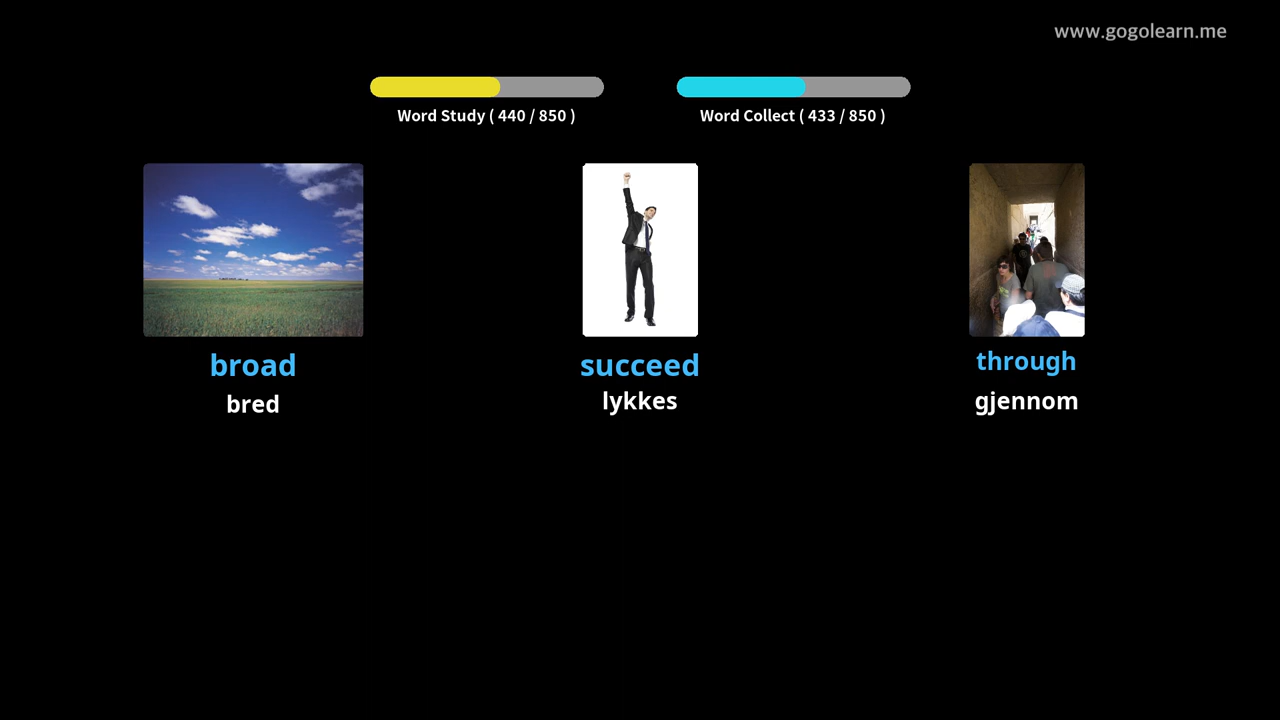 www.gogolearn.me
Word Study ( 440 / 850 )
Word Collect ( 433 / 850 )
broad
bred
succeed
lykkes
through
gjennom